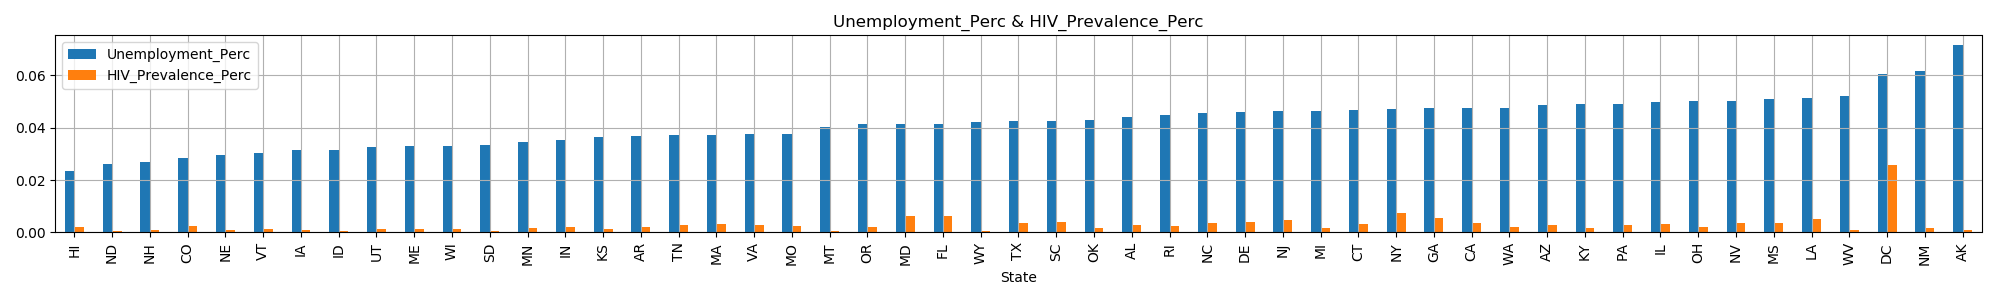 Unemployment_Perc & HIV_Prevalence_Perc
Unemployment_Perc
HIV_Prevalence_Perc
0.06
0.04
0.02
0.00
HI ND NH CO NE VT IA ID UT ME WI SD MN IN KS AR TN MA VA MO MT OR MD FL WY TX SC OK AL RI NC DE NJ MI CT NY GA CA WA AZ KY PA IL OH NV MS LA WV DC NM AK
State